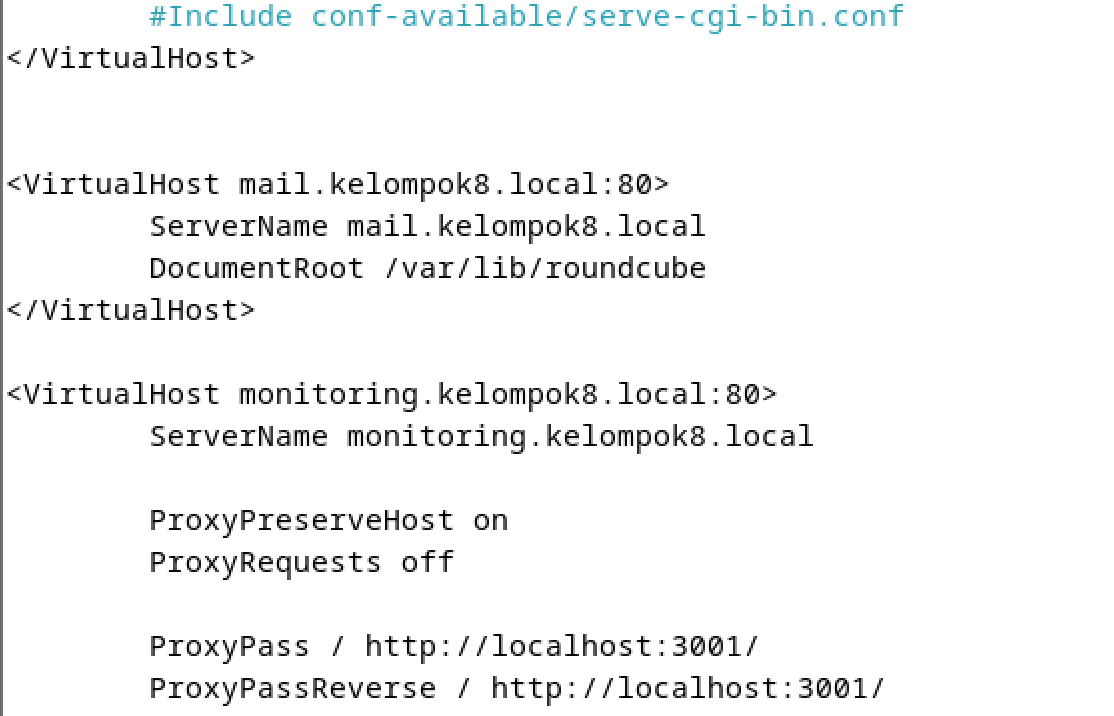 #Include conf-available/serve-cgi-bin.conf
</VirtualHost>
<VirtualHost mail.kelompok8.local:80>
ServerName mail.kelompok8.local
DocumentRoot /var/lib/roundcube
</VirtualHost>
<VirtualHost monitoring.kelompok8.local:80>
ServerName monitoring.kelompok8.local
ProxyPreserveHost on
ProxyRequests off
ProxyPass / http://localhost:3001/
ProxyPassReverse / http://localhost:3001/